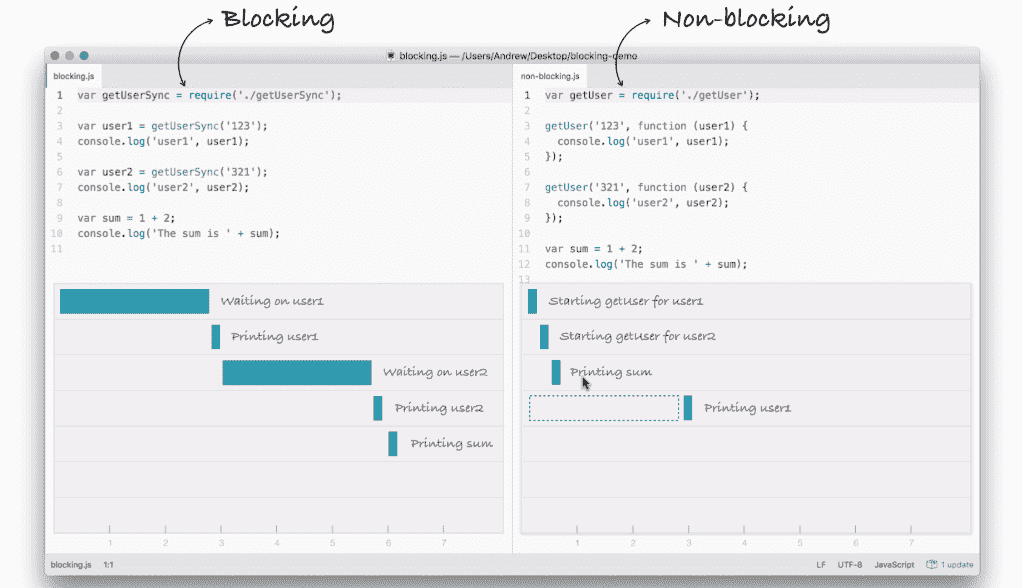 Blocking
Non-blocking
blocking.js — /Users/Andrew/Desktop/blocking-demo
blocking.js
1 var getUserSync = require('./getUserSync');
2
3 var user1 = getUserSync('123');
4 console.log('user1', user1);
5
6 var user2 = getUserSync('321');
7 console.log('user2', user2);
8
9 var sum = 1 + 2;
10 console.log('The sum is ' + sum);
11
Waiting on user1
Printing user1
Waiting on user2
Printing user2
Printing sum
1 2 3 4 5 6 7
non-blocking.js
1 var getUser = require('./getUser');
2
3 getUser('123', function (user1) {
4 console.log('user1', user1);
5 });
6
7 getUser('321', function (user2) {
8 console.log('user2', user2);
9 });
10
11 var sum = 1 + 2;
12 console.log('The sum is ' + sum);
13
Starting getUser for user1
Starting getUser for user2
Printing sum
Printing user1
1 2 3 4 5 6 7
blocking.js 1:1
LF UTF-8 JavaScript 1 update